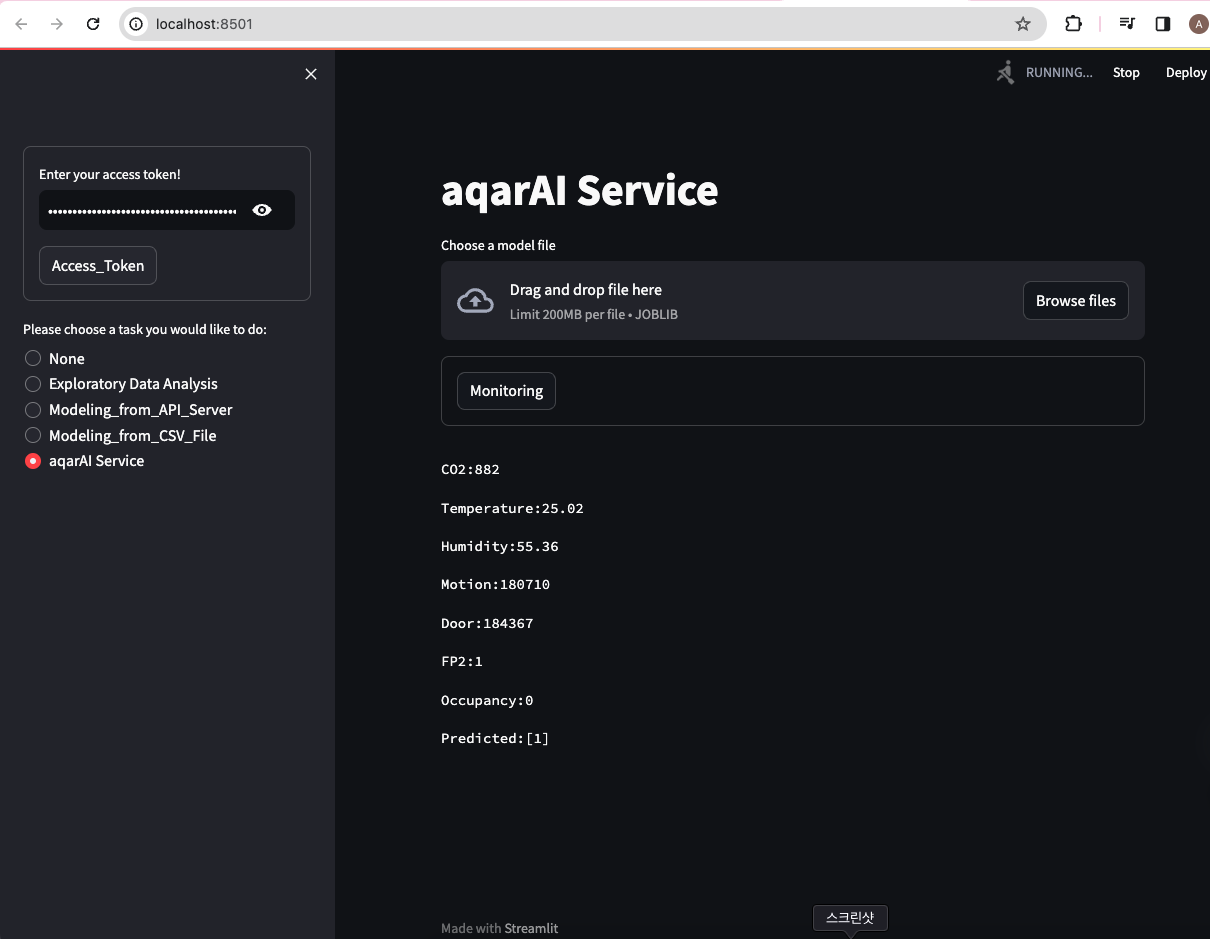 localhost:8501
A
RUNNING...
Stop
Deploy
Enter your access token!
Access_Token
Please choose a task you would like to do:
None
Exploratory Data Analysis
Modeling_from_API_Server
Modeling_from_CSV_File
aqarAI Service
aqarAI Service
Choose a model file
Drag and drop file here
Limit 200MB per file • JOBLIB
Browse files
Monitoring
CO2:882
Temperature:25.02
Humidity:55.36
Motion:180710
Door:184367
FP2:1
Occupancy:0
Predicted:[1]
Made with Streamlit
스크린샷